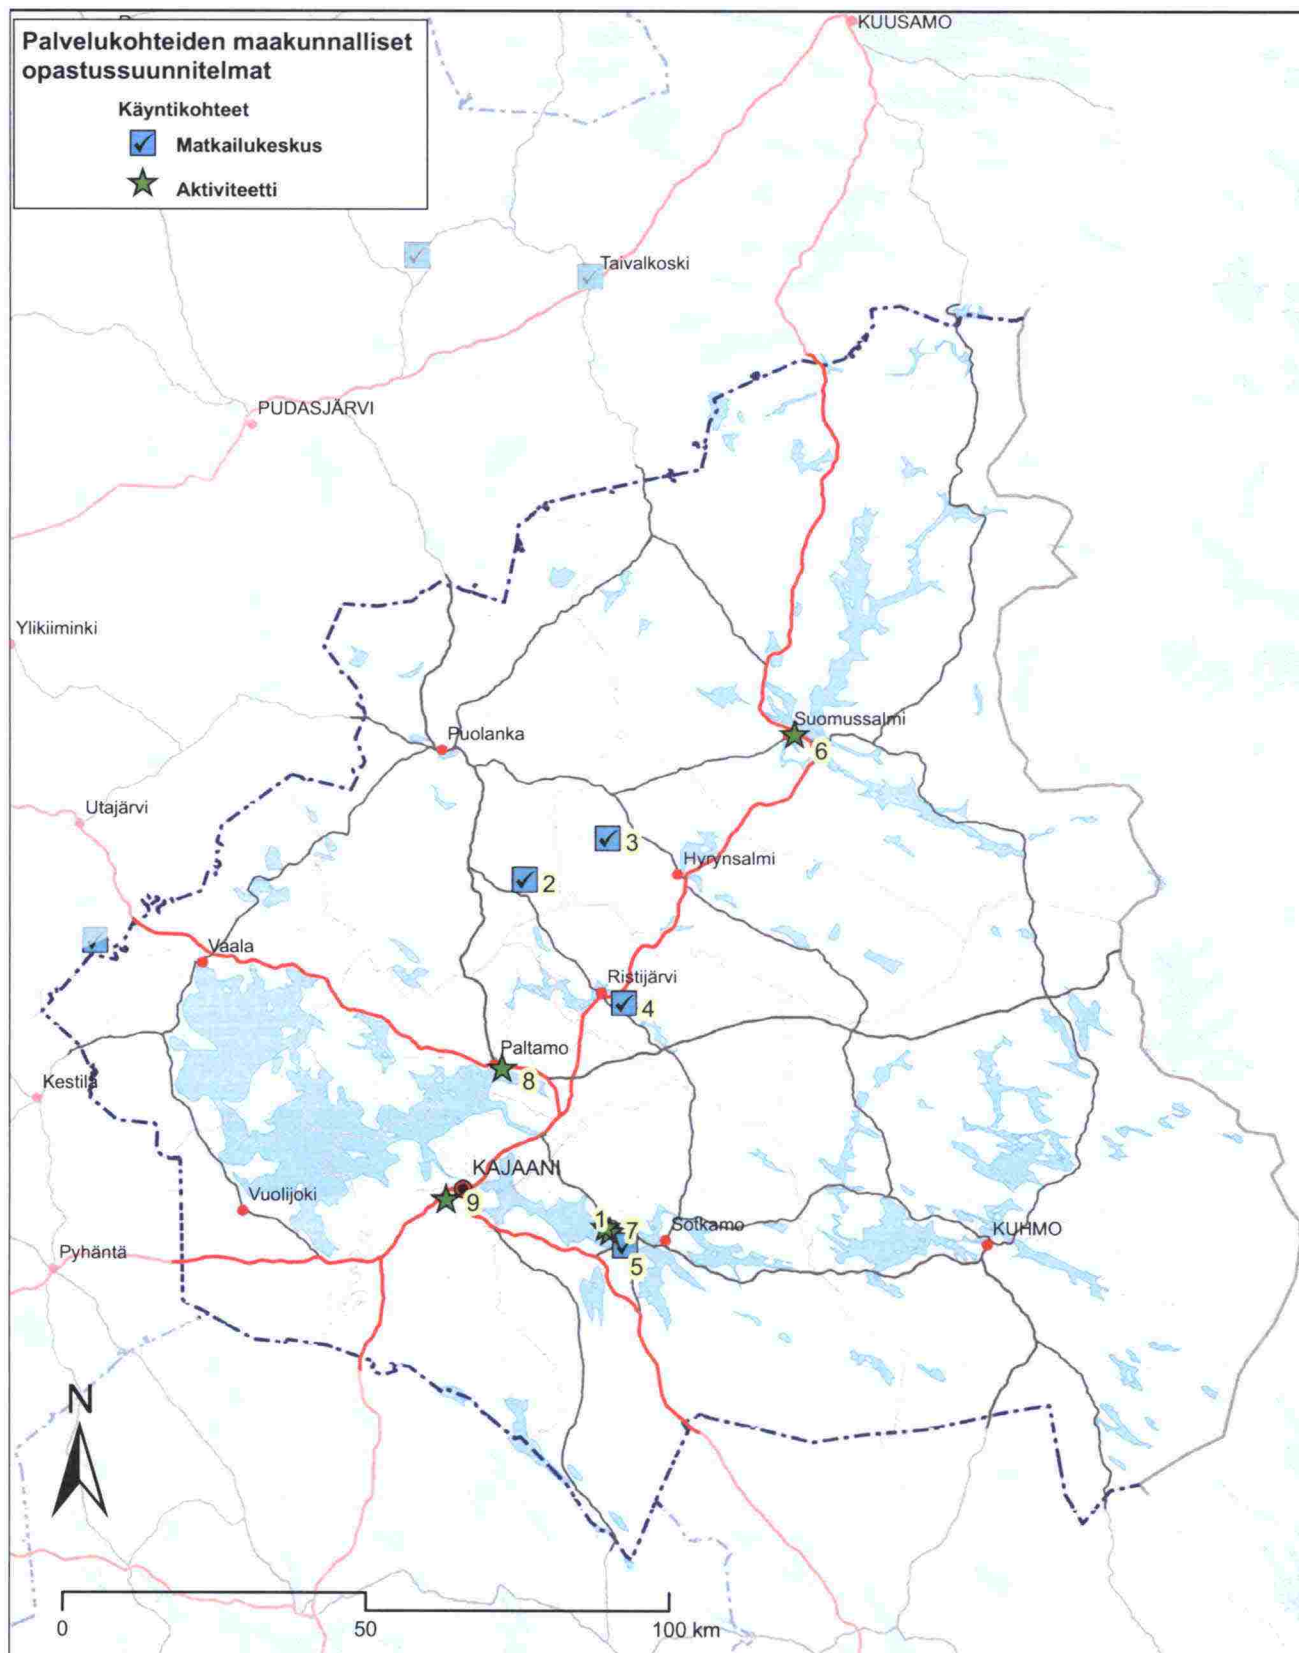 Palvelukohteiden maakunnalliset
opastussuunnitelmat
Käyntikohteet
Matkailukeskus
Aktiviteetti
KUUSAMO
Taivalkoski
PUDASJÄRVI
Ylikiiminki
Suomussalmi
6
Puolanka
Utajärvi
3
Hyrynsalmi
2
Vaala
Ristijärvi
4
Paltamo
8
Kestilä
KAJAANI
9
Vuolijoki
1
7
Sotkamo
KUHMO
5
Pyhäntä
N
0
50
100 km